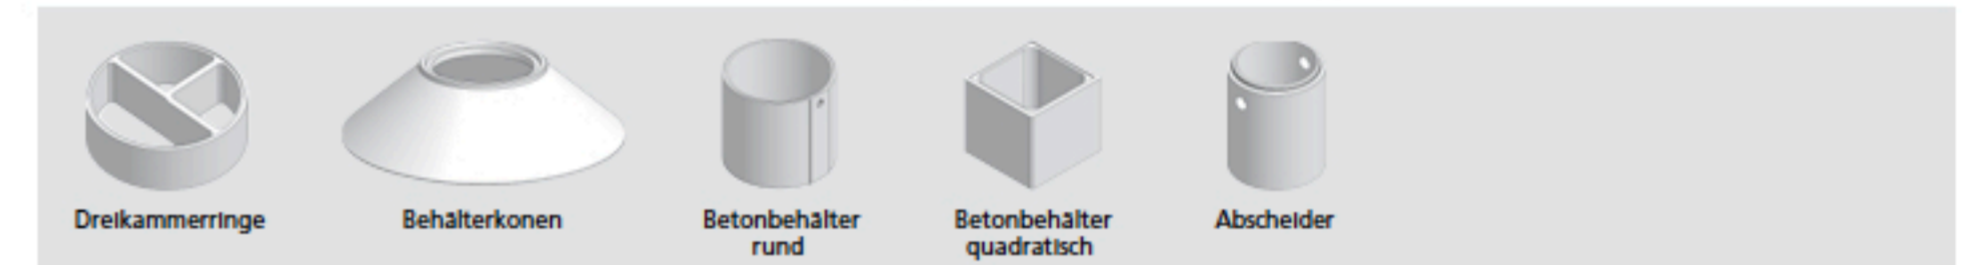 Dreikammerringe
Behälterkonen
Betonbehälter
rund
Betonbehälter
quadratisch
Abscheider